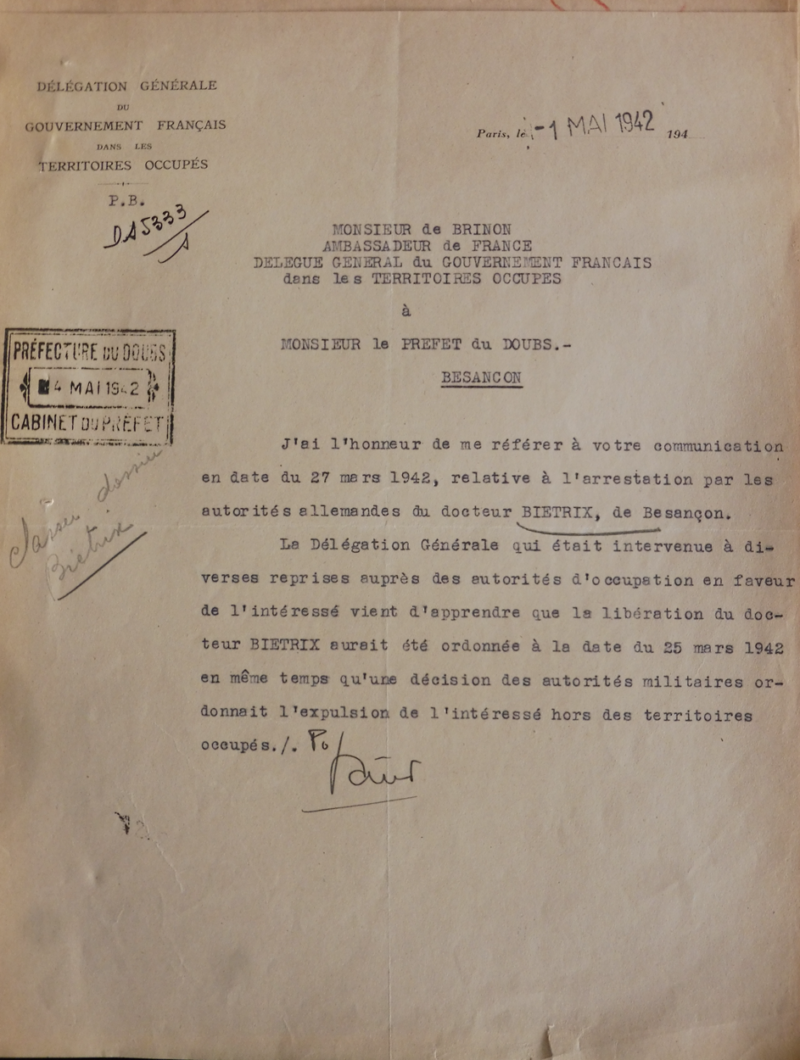 DÉLÉGATION GÉNÉRALE
DU
GOUVERNEMENT FRANÇAIS
DANS LES
TERRITOIRES OCCUPÉS
P.B.
DA5333
A
Paris, le -1 MAI 1942 194
MONSIEUR de BRINON
AMBASSADEUR de FRANCE
DELEGUE GENERAL du GOUVERNEMENT FRANCAIS
dans les TERRITOIRES OCCUPES
à
MONSIEUR le PREFET du DOUBS.-
BESANCON
PRÉFECTURE DU DOUBS
4 MAI 1942
CABINET DU PRÉFET
J'ai l'honneur de me référer à votre communication
en date du 27 mars 1942, relative à l'arrestation par les
autorités allemandes du docteur BIETRIX, de Besançon.
La Délégation Générale qui était intervenue à di-
verses reprises auprès des autorités d'occupation en faveur
de l'intéressé vient d'apprendre que la libération du doc-
teur BIETRIX aurait été ordonnée à la date du 25 mars 1942
en même temps qu'une décision des autorités militaires or-
donnait l'expulsion de l'intéressé hors des territoires
occupés./.